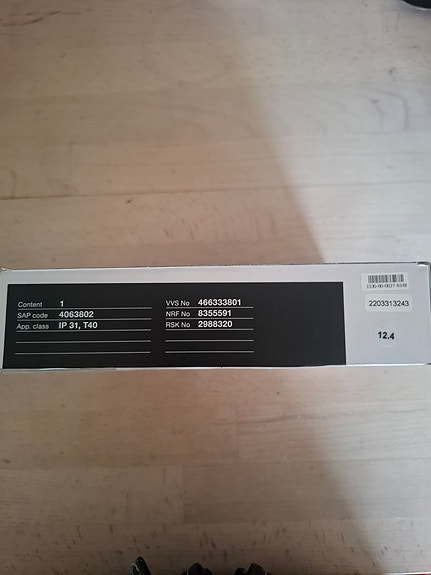 Content 1
SAP code 4063802
App. class IP 31, T40
VVS No 466333801
NRF No 8355591
RSK No 2988320
2203313243
12.4